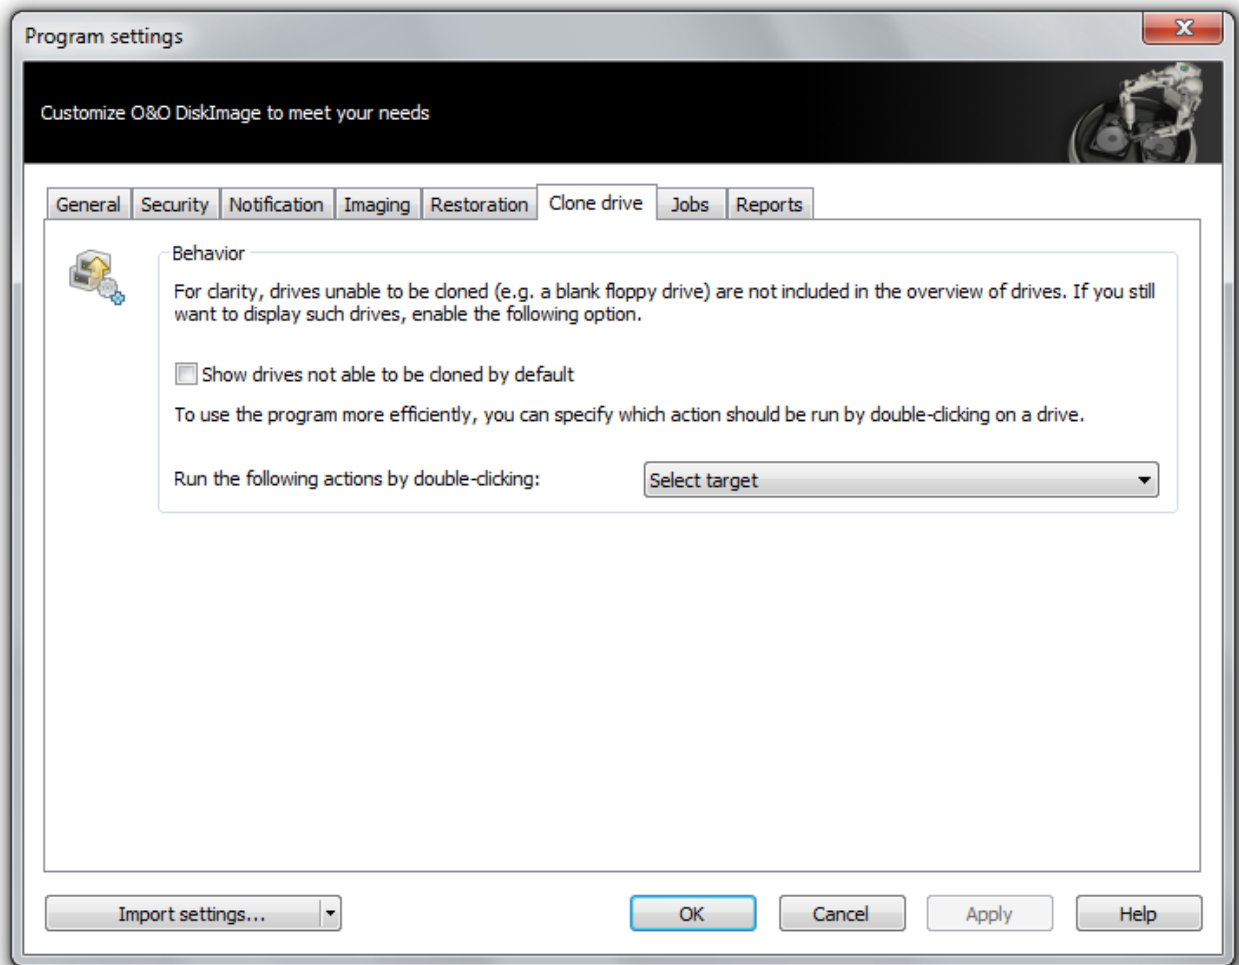 Program settings
X
Customize O&O DiskImage to meet your needs
General Security Notification Imaging Restoration Clone drive Jobs Reports
Behavior
For clarity, drives unable to be cloned (e.g. a blank floppy drive) are not included in the overview of drives. If you still
want to display such drives, enable the following option.
Show drives not able to be cloned by default
To use the program more efficiently, you can specify which action should be run by double-clicking on a drive.
Run the following actions by double-clicking: Select target
Import settings... OK Cancel Apply Help